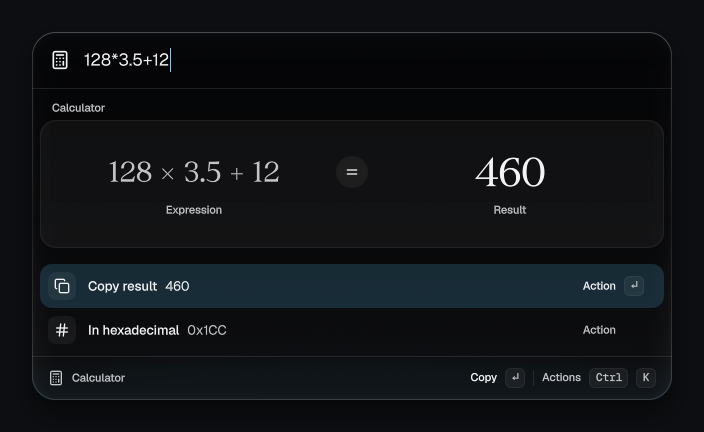 128*3.5+12
Calculator
128 × 3.5 + 12 = 460
Expression Result
Copy result 460 Action ↵
# In hexadecimal 0x1CC Action
Calculator Copy ↵ Actions Ctrl K